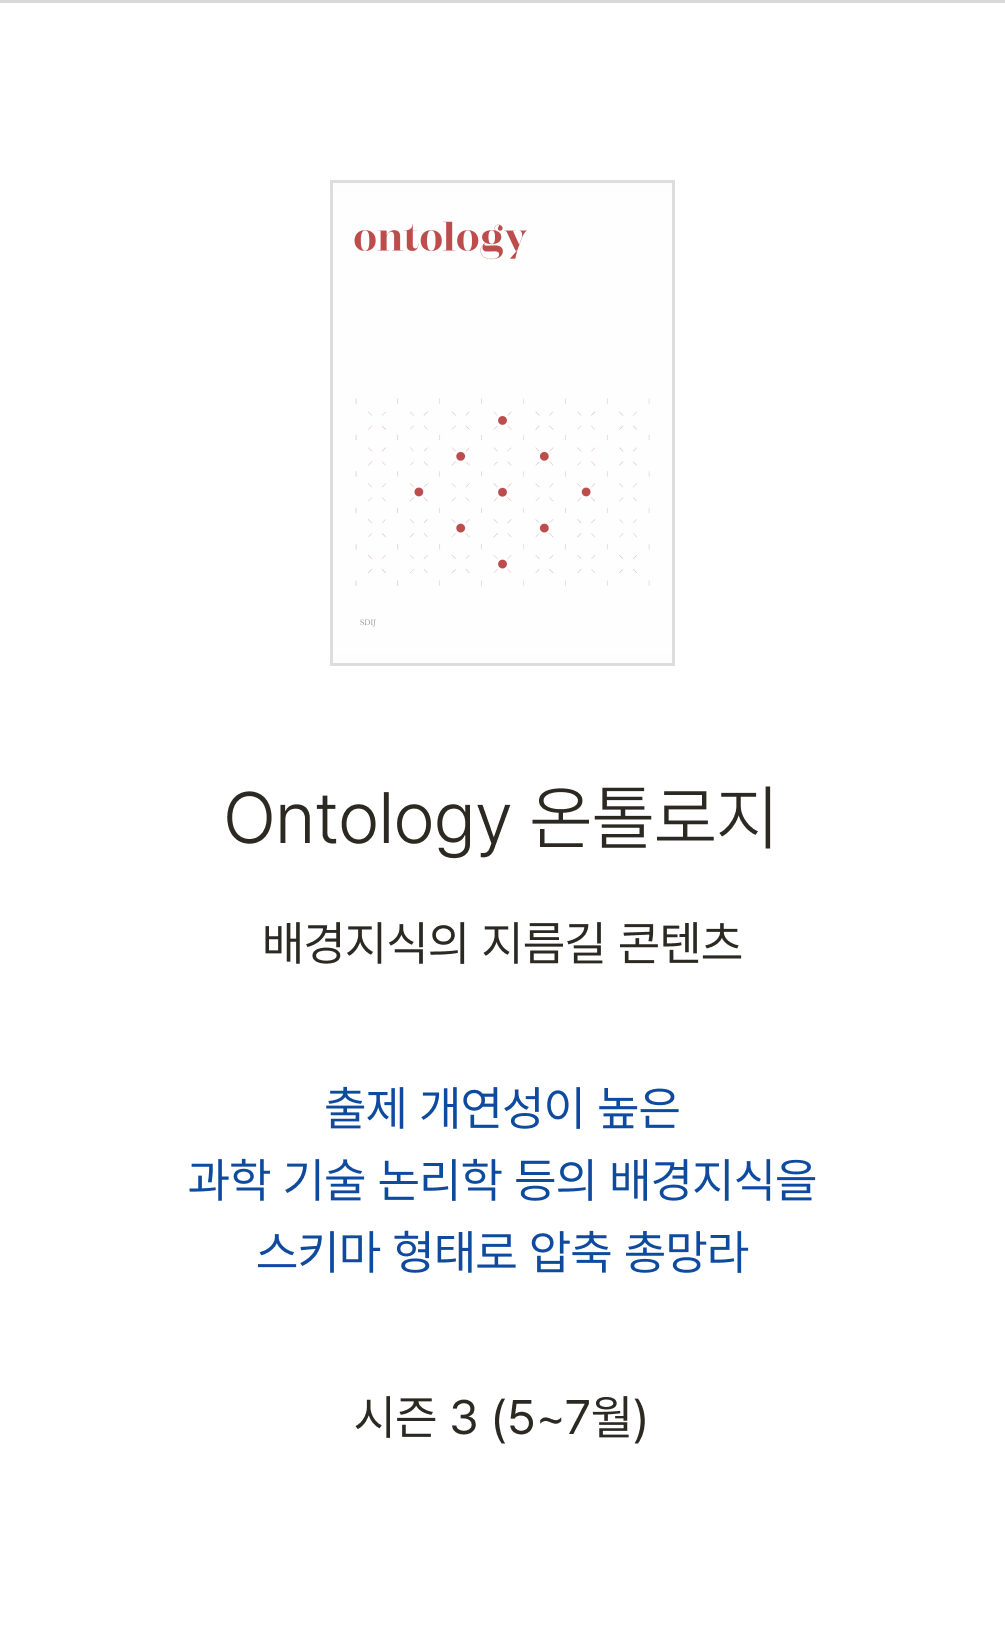 ontology
SDIJ
Ontology 온톨로지
배경지식의 지름길 콘텐츠
출제 개연성이 높은
과학 기술 논리학 등의 배경지식을
스키마 형태로 압축 총망라
시즌 3 (5~7월)